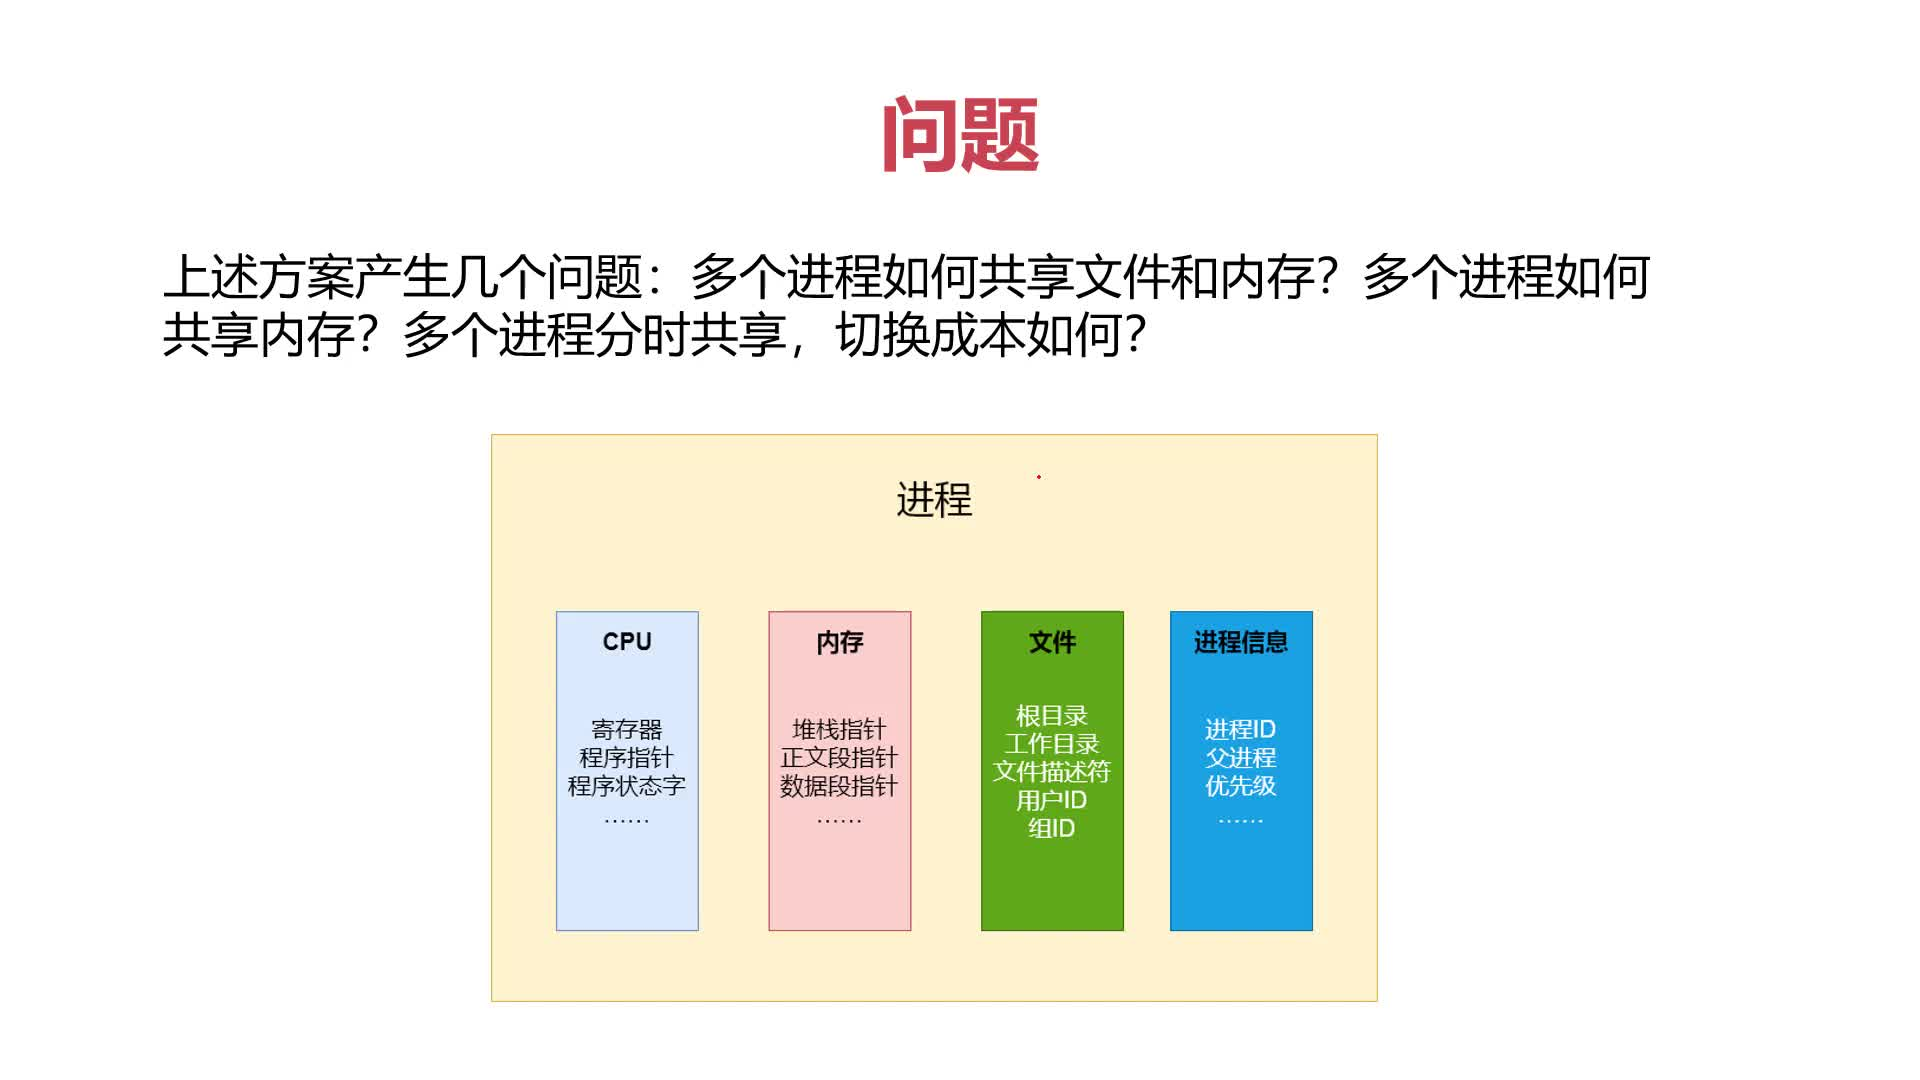 问题
上述方案产生几个问题：多个进程如何共享文件和内存？多个进程如何
共享内存？多个进程分时共享，切换成本如何？
进程
CPU
寄存器
程序指针
程序状态字
……
内存
堆栈指针
正文段指针
数据段指针
……
文件
根目录
工作目录
文件描述符
用户ID
组ID
进程信息
进程ID
父进程
优先级
……